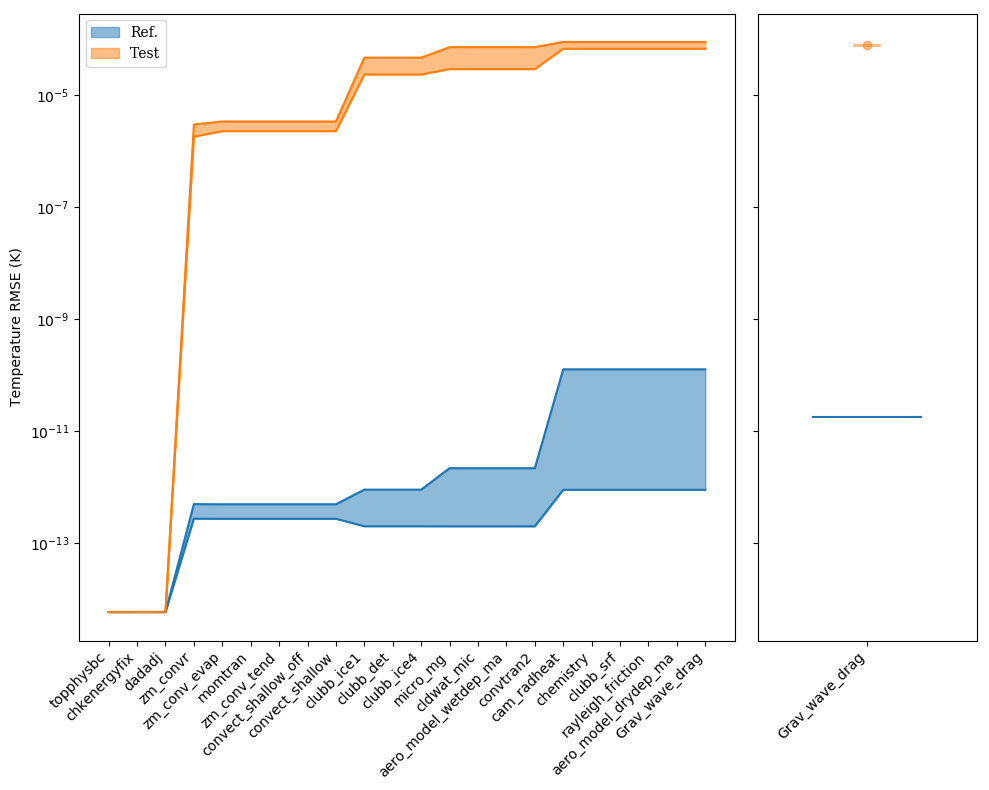 Ref.
Test
Temperature RMSE (K)
10⁻⁵
10⁻⁷
10⁻⁹
10⁻¹¹
10⁻¹³
topphysbc
chkenergyfix
dadadj
zm_convr
zm_conv_evap
momtran
zm_conv_tend
convect_shallow_off
convect_shallow
clubb_ice1
clubb_det
clubb_ice4
micro_mg
cldwat_mic
aero_model_wetdep_ma
convtran2
cam_radheat
chemistry
clubb_srf
rayleigh_friction
aero_model_drydep_ma
Grav_wave_drag
Grav_wave_drag